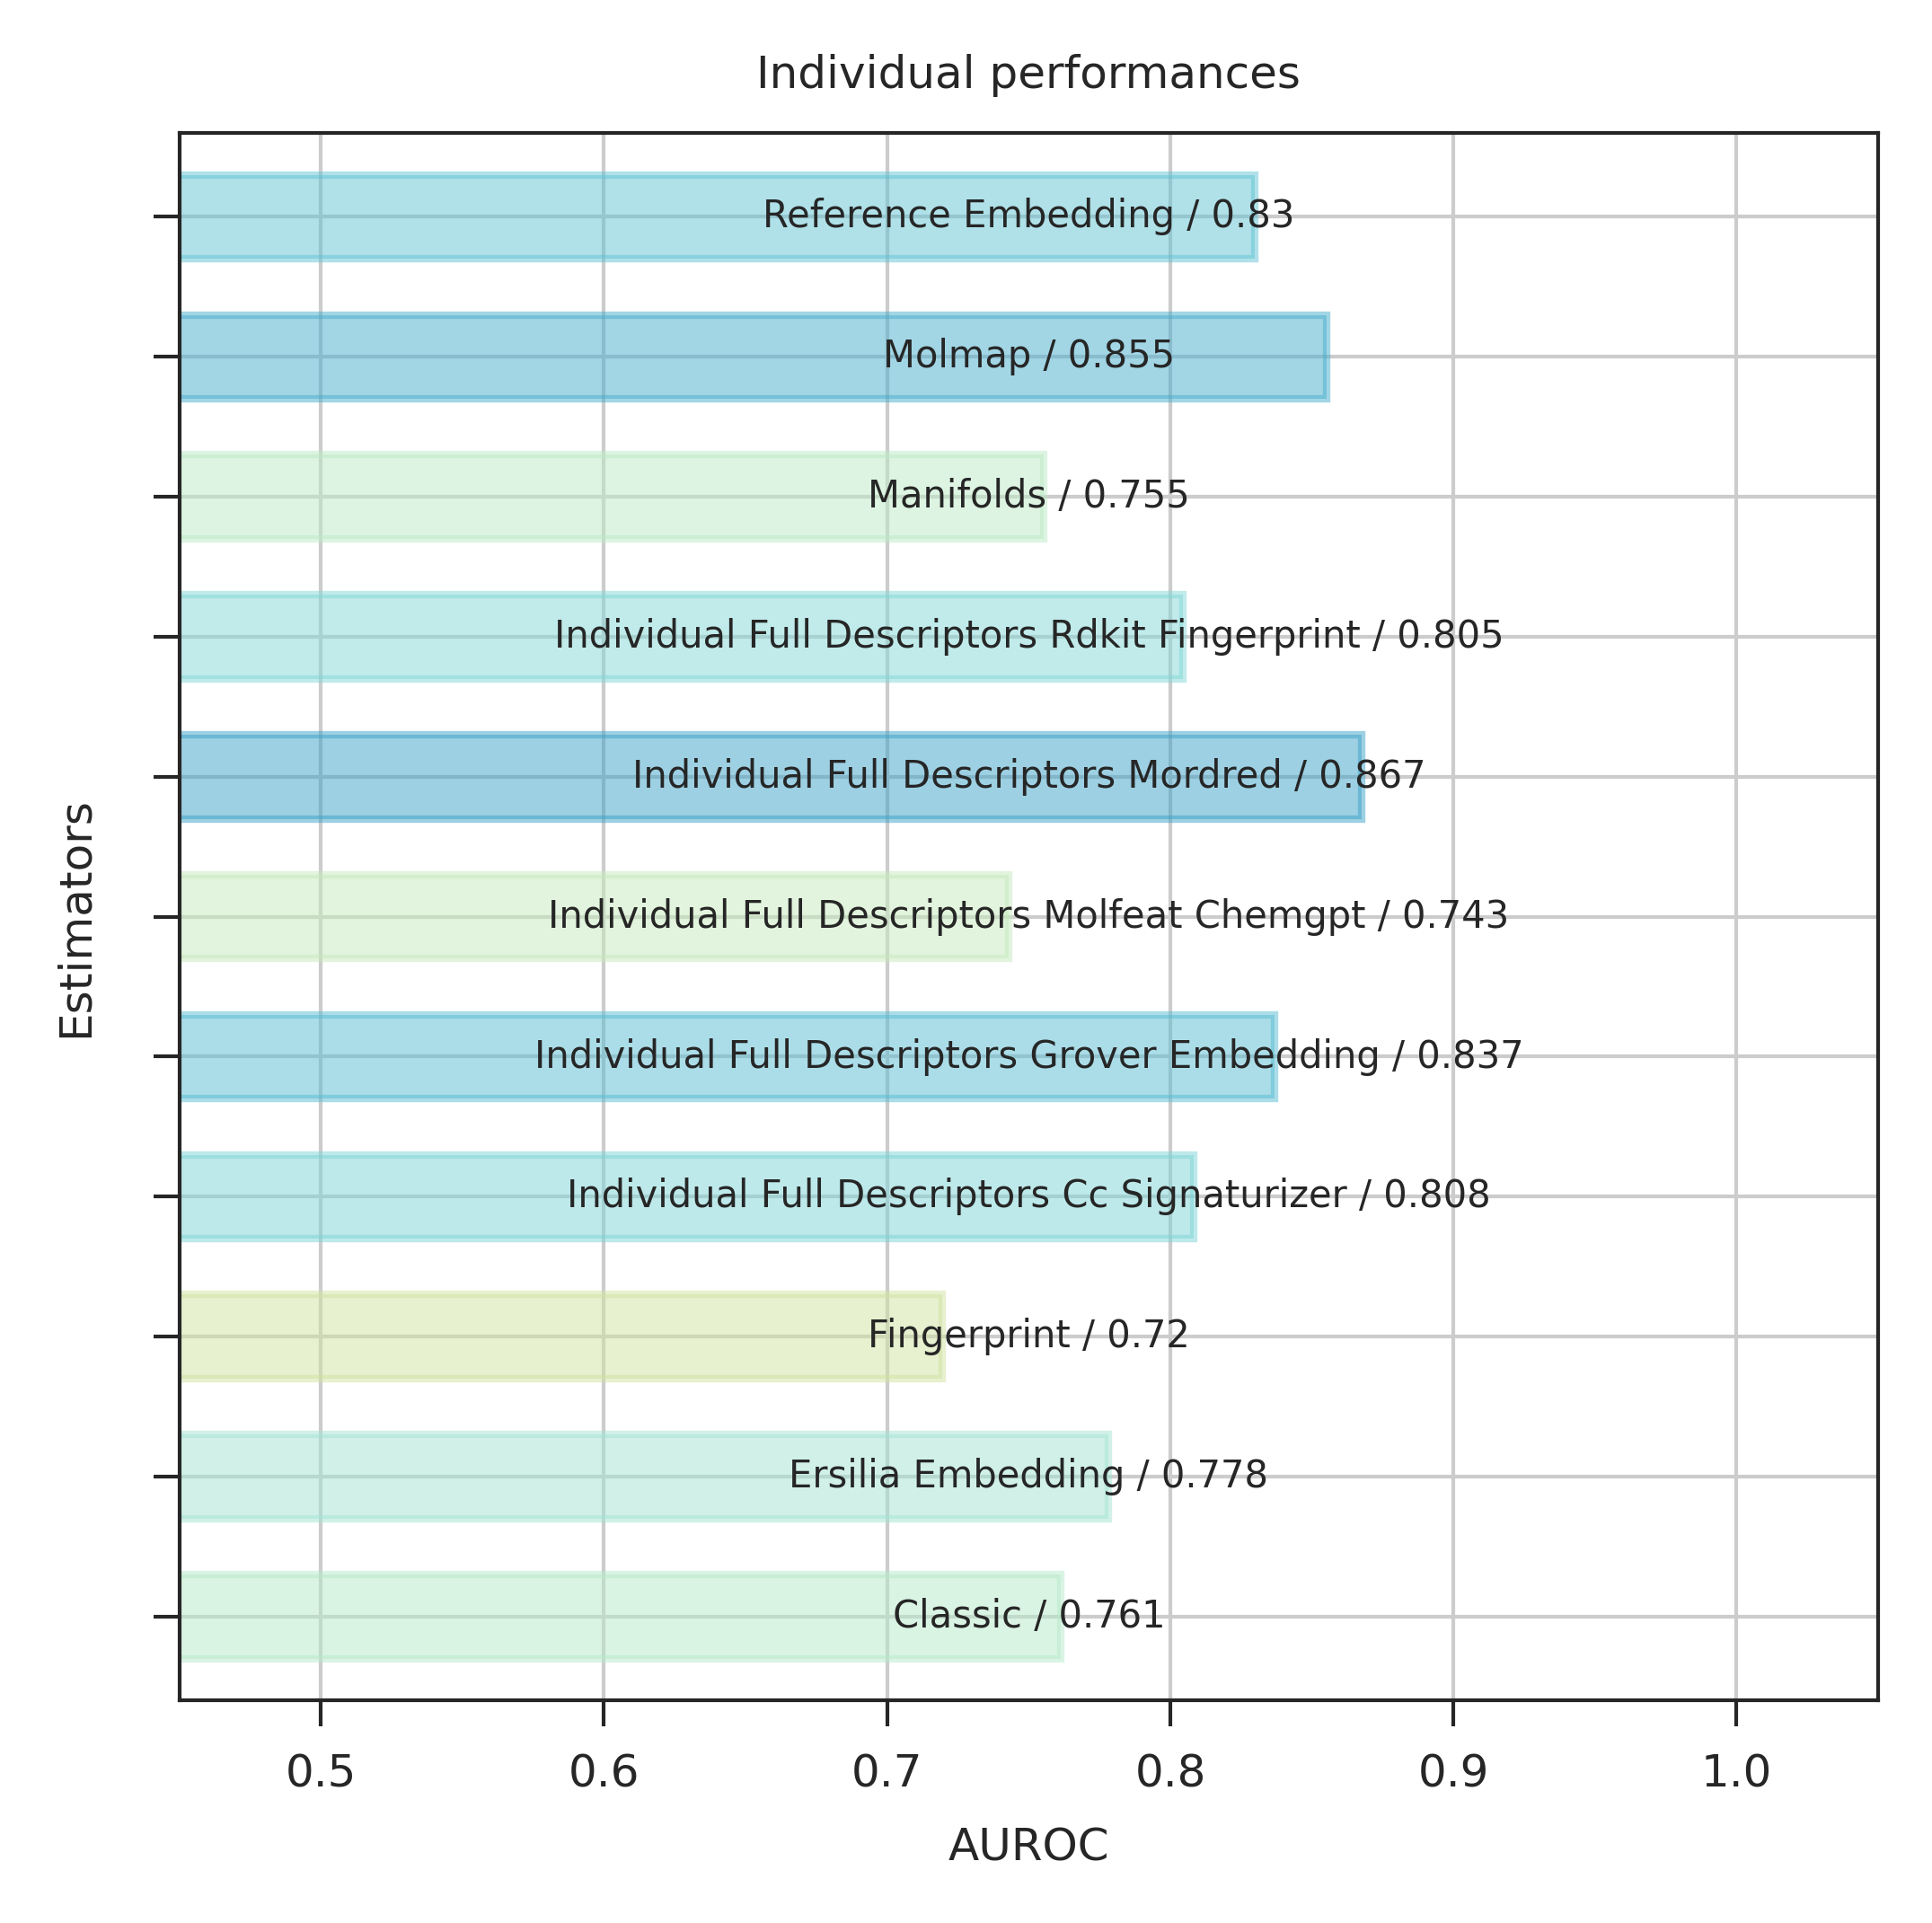 Individual performances
Reference Embedding / 0.83
Molmap / 0.855
Manifolds / 0.755
Individual Full Descriptors Rdkit Fingerprint / 0.805
Individual Full Descriptors Mordred / 0.867
Individual Full Descriptors Molfeat Chemgpt / 0.743
Individual Full Descriptors Grover Embedding / 0.837
Individual Full Descriptors Cc Signaturizer / 0.808
Fingerprint / 0.72
Ersilia Embedding / 0.778
Classic / 0.761
Estimators
0.5 0.6 0.7 0.8 0.9 1.0
AUROC